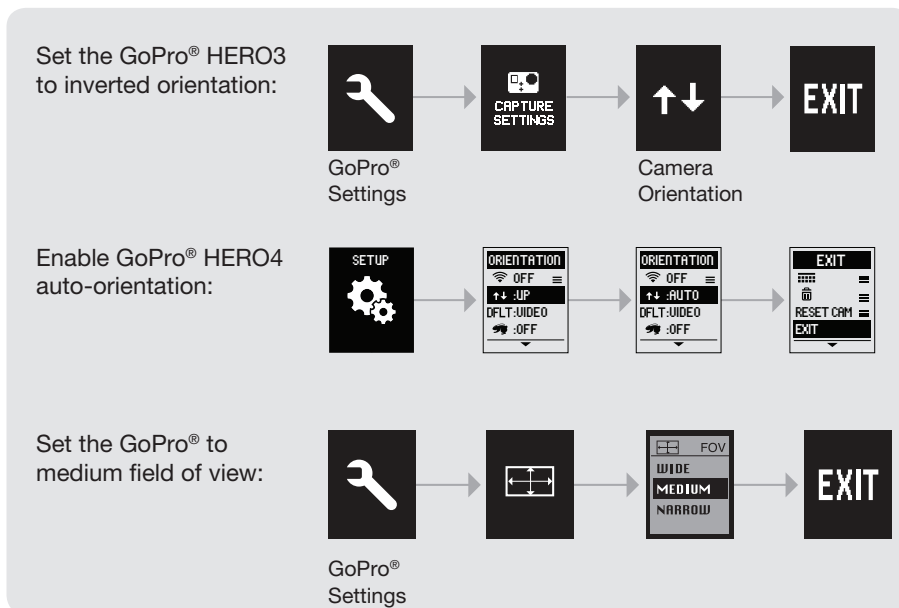 Set the GoPro® HERO3
to inverted orientation:
CAPTURE
SETTINGS
EXIT
GoPro®
Settings
Camera
Orientation
Enable GoPro® HERO4
auto-orientation:
SETUP
ORIENTATION
OFF
:UP
DFLT:VIDEO
:OFF
ORIENTATION
OFF
:AUTO
DFLT:VIDEO
:OFF
EXIT
RESET CAM
EXIT
Set the GoPro® to
medium field of view:
FOV
WIDE
MEDIUM
NARROW
EXIT
GoPro®
Settings